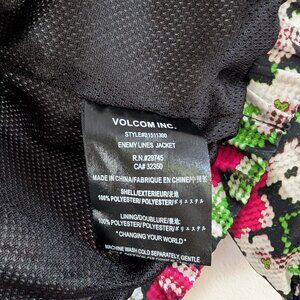 VOLCOM INC.
STYLE#B1511300
ENEMY LINES JACKET
R.N.#29745
CA# 32350
MADE IN CHINA/FABRIQUE EN CHINE/中国製
SHELL/EXTERIEUR/表地
100% POLYESTER/POLYESTER/ポリエステル
LINING/DOUBLURE/裏地
100% POLYESTER/POLYESTER/ポリエステル
"CHANGING YOUR WORLD"
MACHINE WASH COLD SEPARATELY, GENTLE